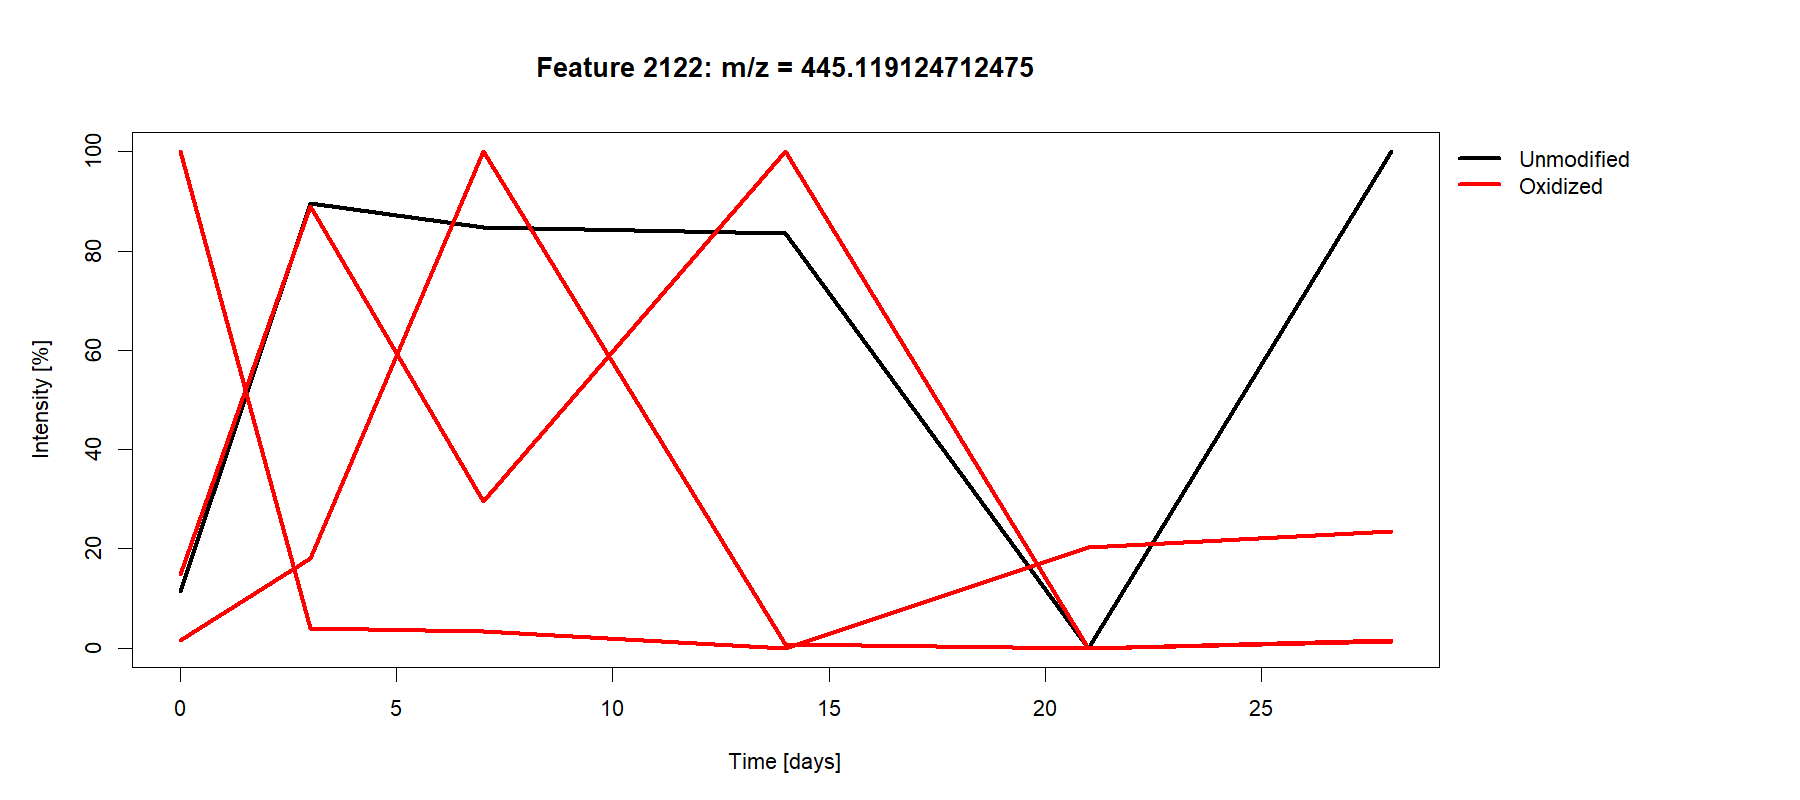 Feature 2122: m/z = 445.119124712475
Unmodified
Oxidized
Intensity [%]
100
80
60
40
20
0
0 5 10 15 20 25
Time [days]